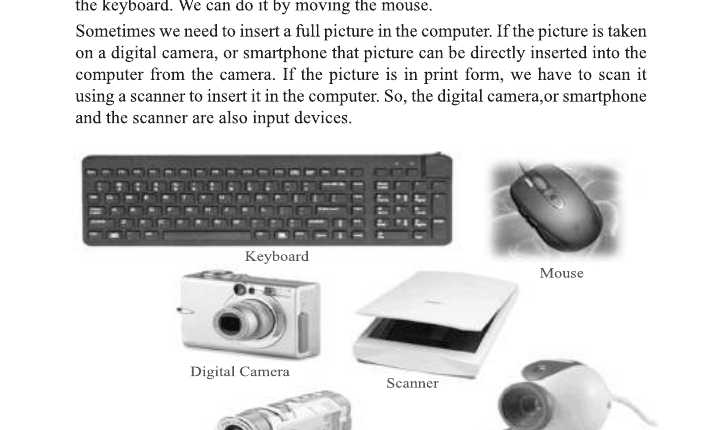 the keyboard. We can do it by moving the mouse.
Sometimes we need to insert a full picture in the computer. If the picture is taken
on a digital camera, or smartphone that picture can be directly inserted into the
computer from the camera. If the picture is in print form, we have to scan it
using a scanner to insert it in the computer. So, the digital camera,or smartphone
and the scanner are also input devices.
Keyboard
Mouse
Digital Camera
Scanner